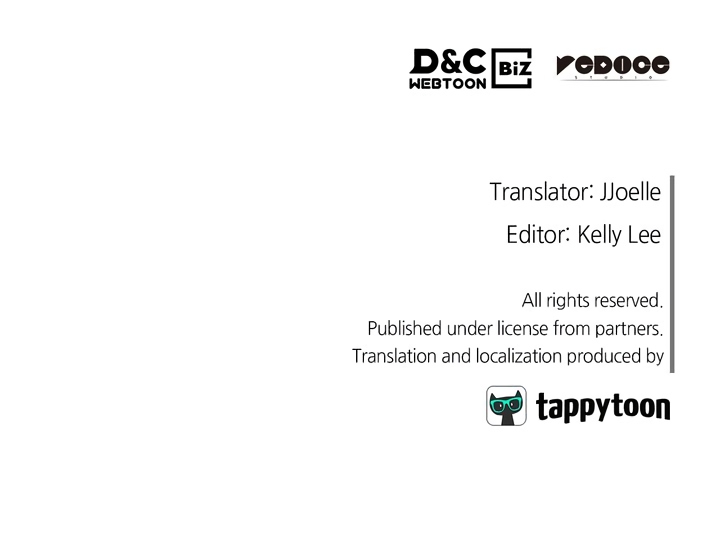 D&C BiZ
WEBTOON
REDICE
STUDIO
Translator: JJoelle
Editor: Kelly Lee
All rights reserved.
Published under license from partners.
Translation and localization produced by
tappytoon